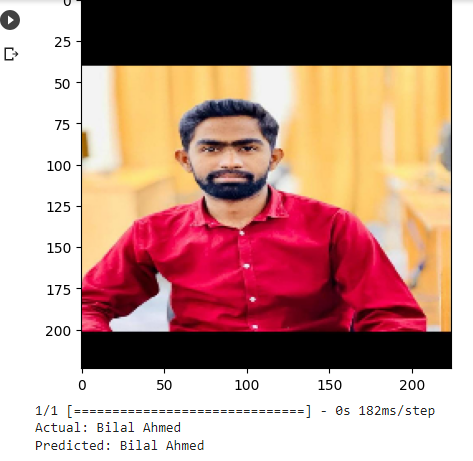 0
25
50
75
100
125
150
175
200
0 50 100 150 200
1/1 [==============================] - 0s 182ms/step
Actual: Bilal Ahmed
Predicted: Bilal Ahmed